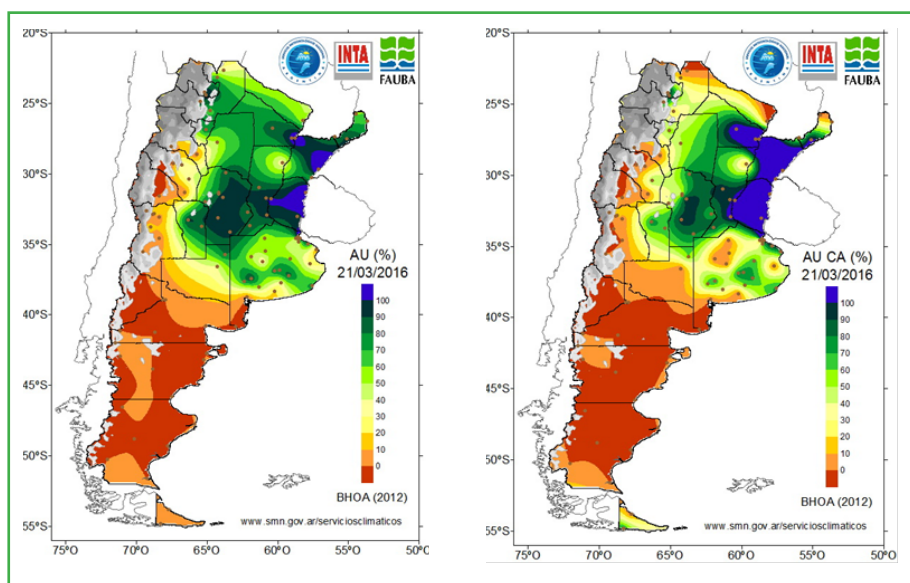 20°S
25°S
30°S
35°S
40°S
45°S
50°S
55°S
75°O
70°O
65°O
60°O
55°O
50°O
INTA
FAUBA
AU (%)
21/03/2016
100
90
80
70
60
50
40
30
20
10
0
BHOA (2012)
www.smn.gov.ar/serviciosclimaticos
20°S
25°S
30°S
35°S
40°S
45°S
50°S
55°S
75°O
70°O
65°O
60°O
55°O
50°O
INTA
FAUBA
AU CA (%)
21/03/2016
100
90
80
70
60
50
40
30
20
10
0
BHOA (2012)
www.smn.gov.ar/serviciosclimaticos